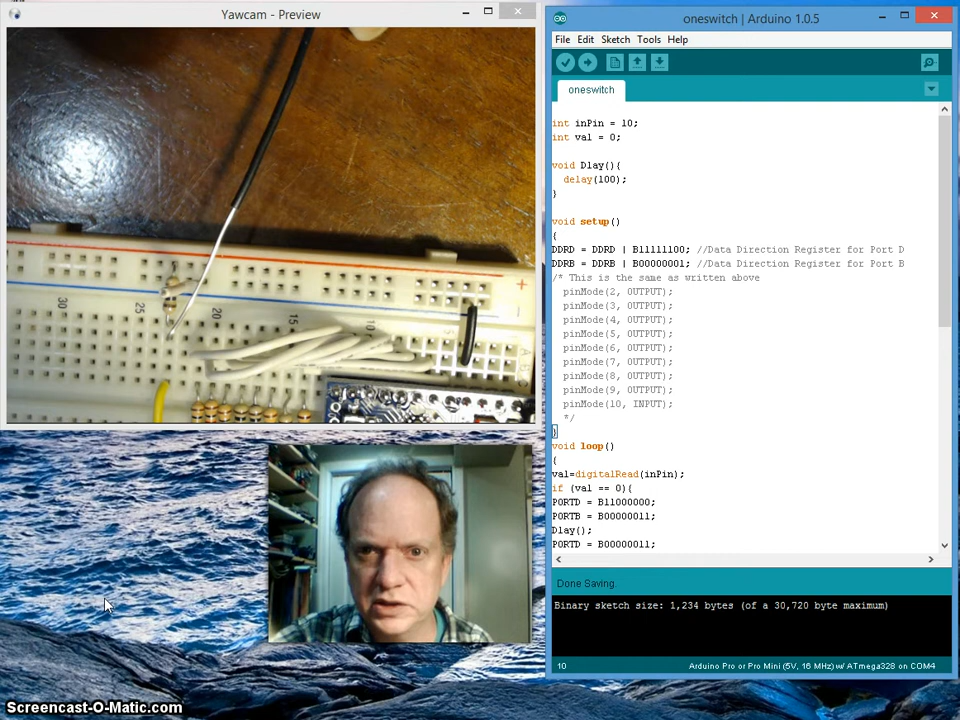 Yawcam - Preview
30
25
20
15
10
+
oneswitch | Arduino 1.0.5
File Edit Sketch Tools Help
oneswitch
int inPin = 10;
int val = 0;
void Dlay(){
delay(100);
}
void setup()
{
DDRD = DDRD | B11111100; //Data Direction Register for Port D
DDRB = DDRB | B00000001; //Data Direction Register for Port B
/* This is the same as written above
pinMode(2, OUTPUT);
pinMode(3, OUTPUT);
pinMode(4, OUTPUT);
pinMode(5, OUTPUT);
pinMode(6, OUTPUT);
pinMode(7, OUTPUT);
pinMode(8, OUTPUT);
pinMode(9, OUTPUT);
pinMode(10, INPUT);
*/
}
void loop()
{
val=digitalRead(inPin);
if (val == 0){
PORTD = B11000000;
PORTB = B00000011;
Dlay();
PORTD = B00000011;
Done Saving.
Binary sketch size: 1,234 bytes (of a 30,720 byte maximum)
10 Arduino Pro or Pro Mini (5V, 16 MHz) w/ ATmega328 on COM4
Screencast-O-Matic.com